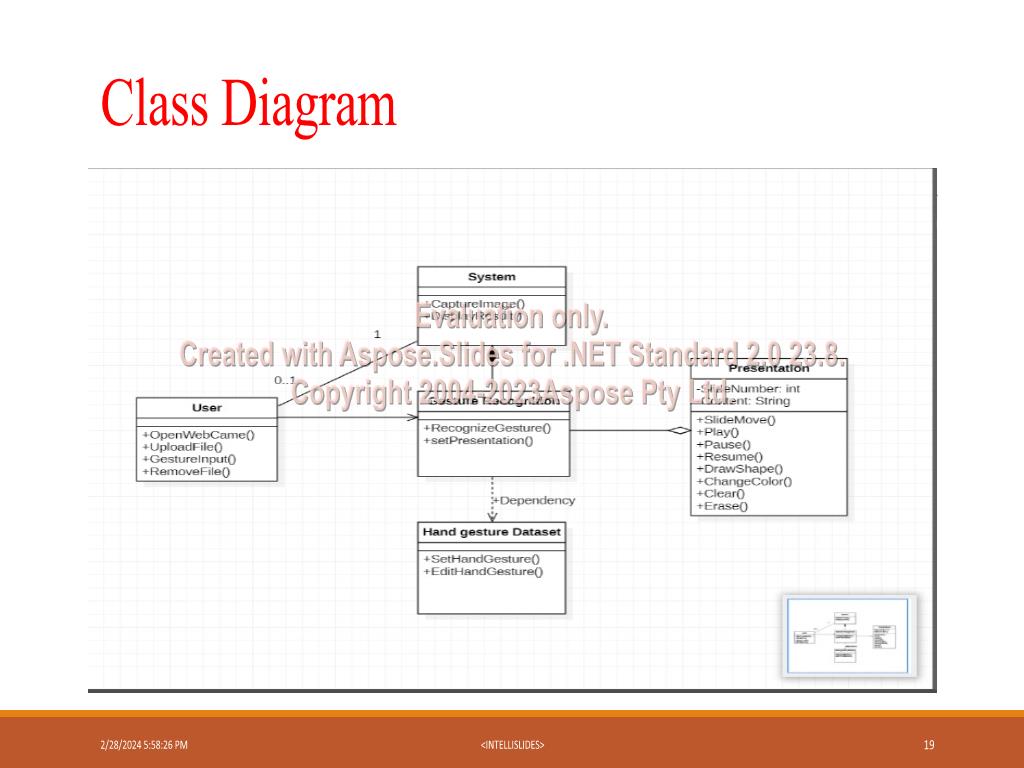 Class Diagram
System
+CaptureImage()
+DisplayResult()
Evaluation only.
1
Created with Aspose.Slides for .NET Standard 2.0 23.8.
Presentation
0..1
Copyright 2004-2023Aspose Pty Ltd.
-SlideNumber: int
-Content: String
User
Gesture Recognition
+SlideMove()
+Play()
+Pause()
+Resume()
+DrawShape()
+ChangeColor()
+Clear()
+Erase()
+OpenWebCame()
+UploadFile()
+GestureInput()
+RemoveFile()
+RecognizeGesture()
+setPresentation()
+Dependency
Hand gesture Dataset
+SetHandGesture()
+EditHandGesture()
2/28/2024 5:58:26 PM
<INTELLISLIDES>
19